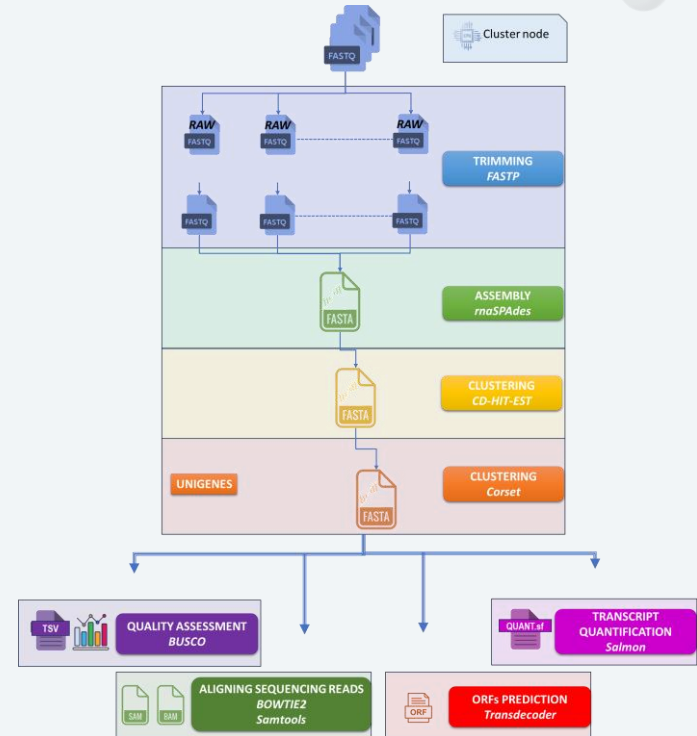 FASTQ
Cluster node
RAW
FASTQ
RAW
FASTQ
RAW
FASTQ
TRIMMING
FASTP
FASTQ
FASTQ
FASTQ
FASTA
ASSEMBLY
rnaSPAdes
FASTA
CLUSTERING
CD-HIT-EST
UNIGENES
FASTA
CLUSTERING
Corset
TSV
QUALITY ASSESSMENT
BUSCO
QUANT.sf
TRANSCRIPT
QUANTIFICATION
Salmon
SAM
BAM
ALIGNING SEQUENCING READS
BOWTIE2
Samtools
ORF
ORFs PREDICTION
Transdecoder